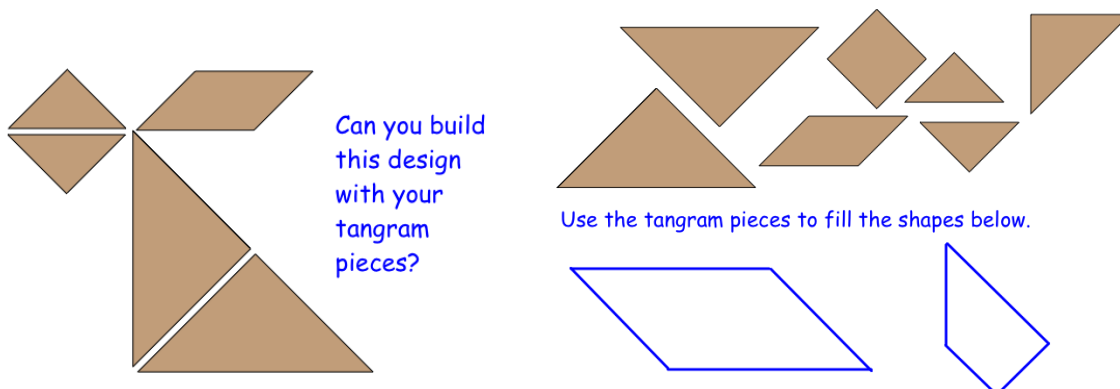 Can you build
this design
with your
tangram
pieces?
Use the tangram pieces to fill the shapes below.